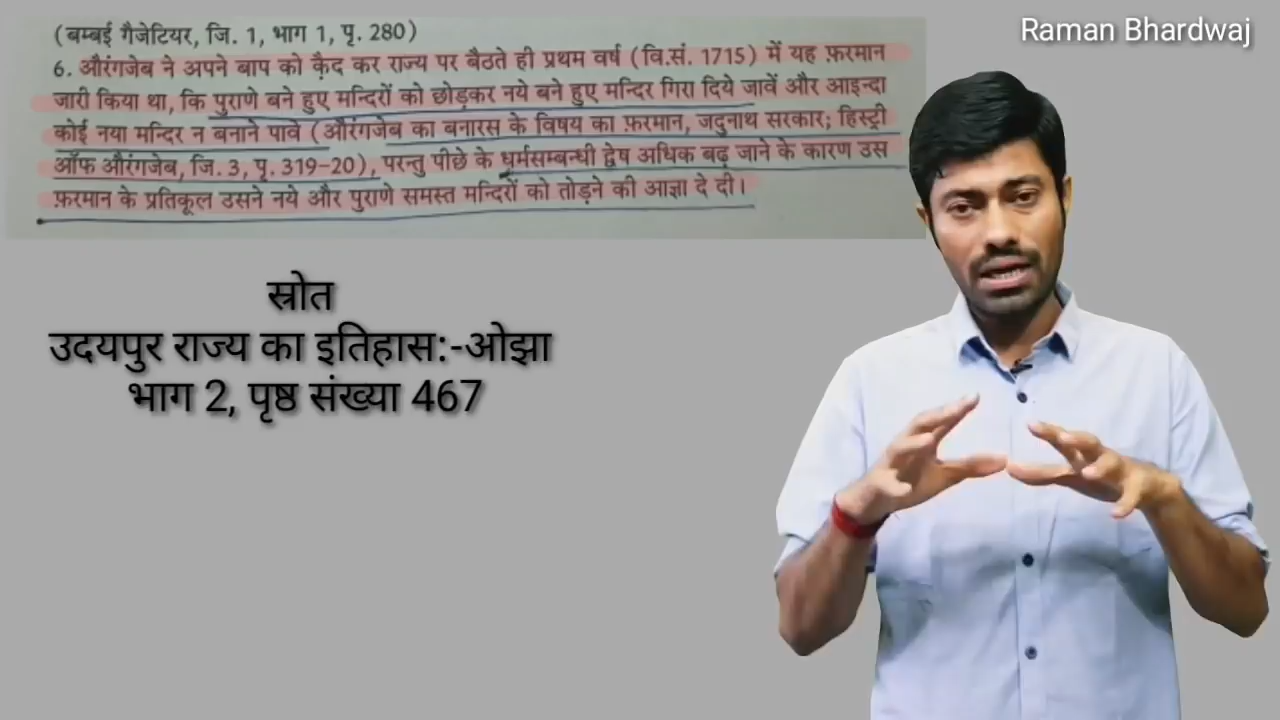 Raman Bhardwaj
(बम्बई गैजेटियर, जि. 1, भाग 1, पृ. 280)
6. औरंगजेब ने अपने बाप को क़ैद कर राज्य पर बैठते ही प्रथम वर्ष (वि.सं. 1715) में यह फ़रमान
जारी किया था, कि पुराणे बने हुए मन्दिरों को छोड़कर नये बने हुए मन्दिर गिरा दिये जावें और आइन्दा
कोई नया मन्दिर न बनाने पावे (औरंगजेब का बनारस के विषय का फ़रमान, जदुनाथ सरकार; हिस्ट्री
ऑफ औरंगजेब, जि. 3, पृ. 319-20), परन्तु पीछे के धर्मसम्बन्धी द्वेष अधिक बढ़ जाने के कारण उस
फ़रमान के प्रतिकूल उसने नये और पुराणे समस्त मन्दिरों को तोड़ने की आज्ञा दे दी।
स्रोत
उदयपुर राज्य का इतिहास:-ओझा
भाग 2, पृष्ठ संख्या 467